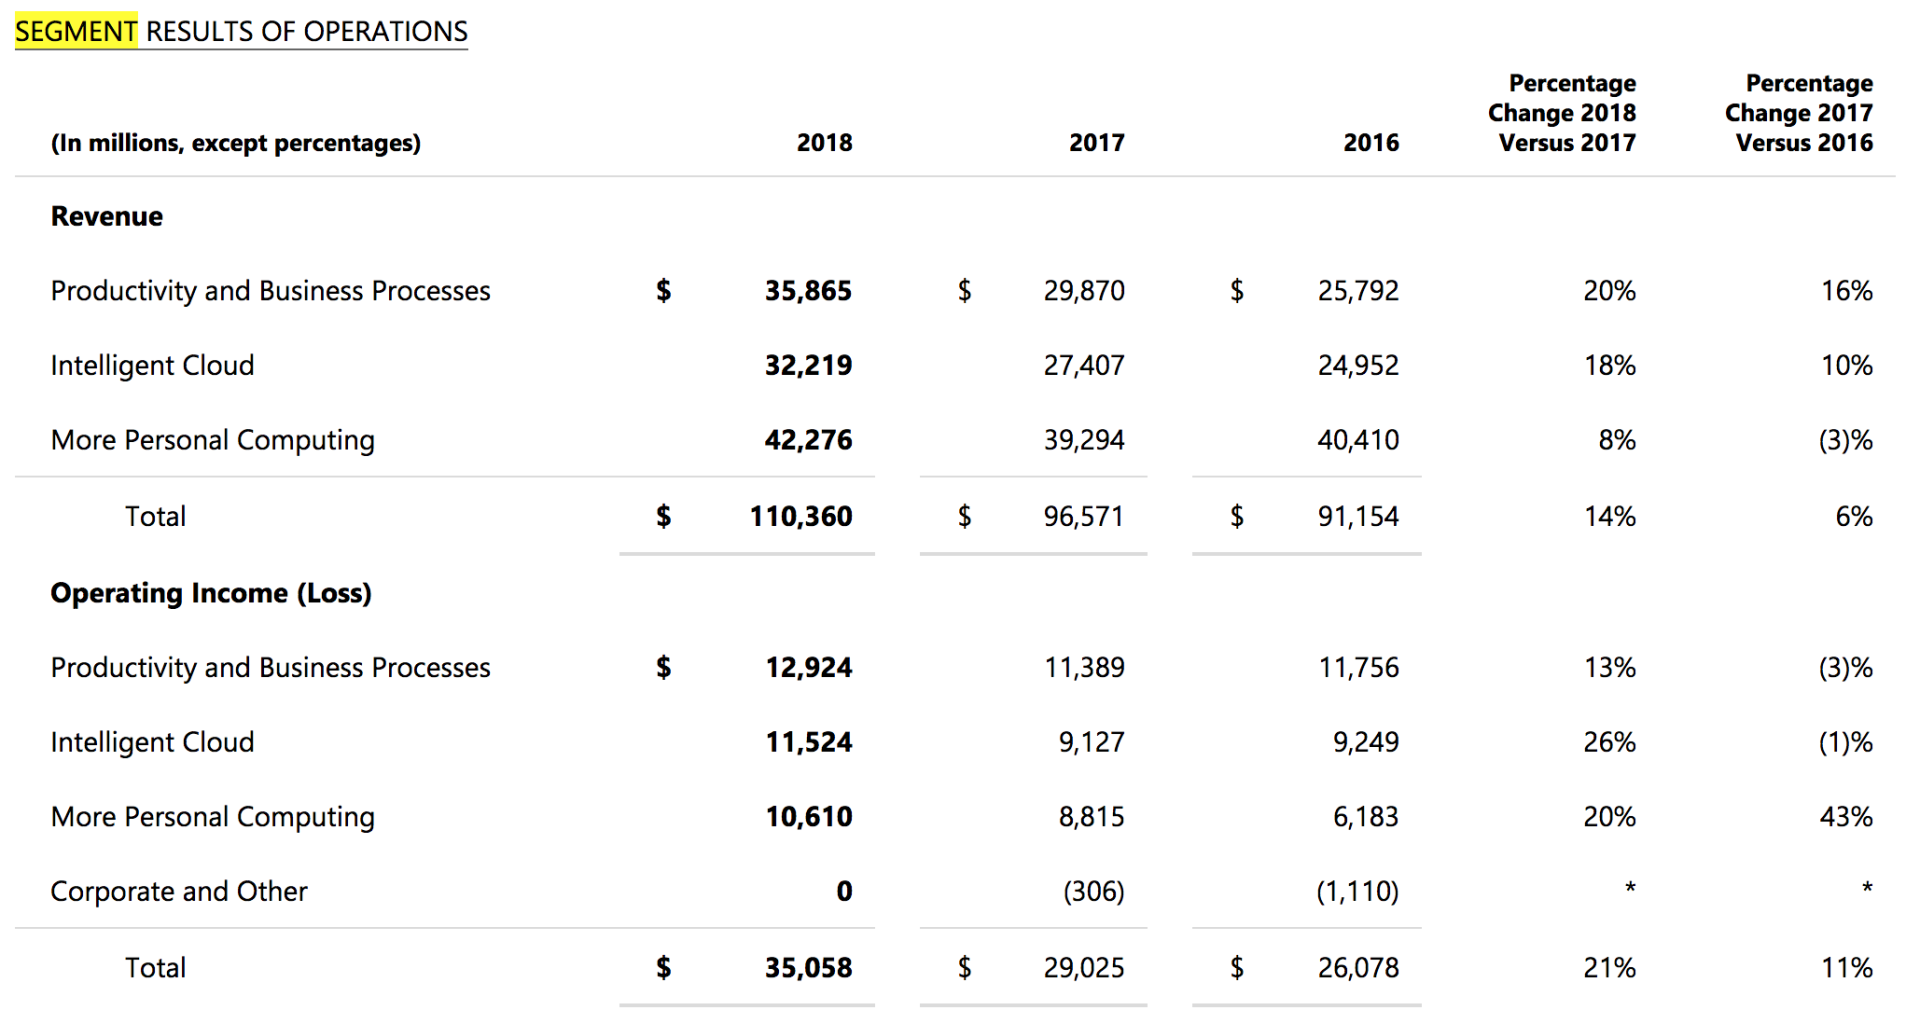 SEGMENT RESULTS OF OPERATIONS
Percentage Percentage
Change 2018 Change 2017
(In millions, except percentages) 2018 2017 2016 Versus 2017 Versus 2016
Revenue
Productivity and Business Processes $ 35,865 $ 29,870 $ 25,792 20% 16%
Intelligent Cloud 32,219 27,407 24,952 18% 10%
More Personal Computing 42,276 39,294 40,410 8% (3)%
Total $ 110,360 $ 96,571 $ 91,154 14% 6%
Operating Income (Loss)
Productivity and Business Processes $ 12,924 11,389 11,756 13% (3)%
Intelligent Cloud 11,524 9,127 9,249 26% (1)%
More Personal Computing 10,610 8,815 6,183 20% 43%
Corporate and Other 0 (306) (1,110) * *
Total $ 35,058 $ 29,025 $ 26,078 21% 11%